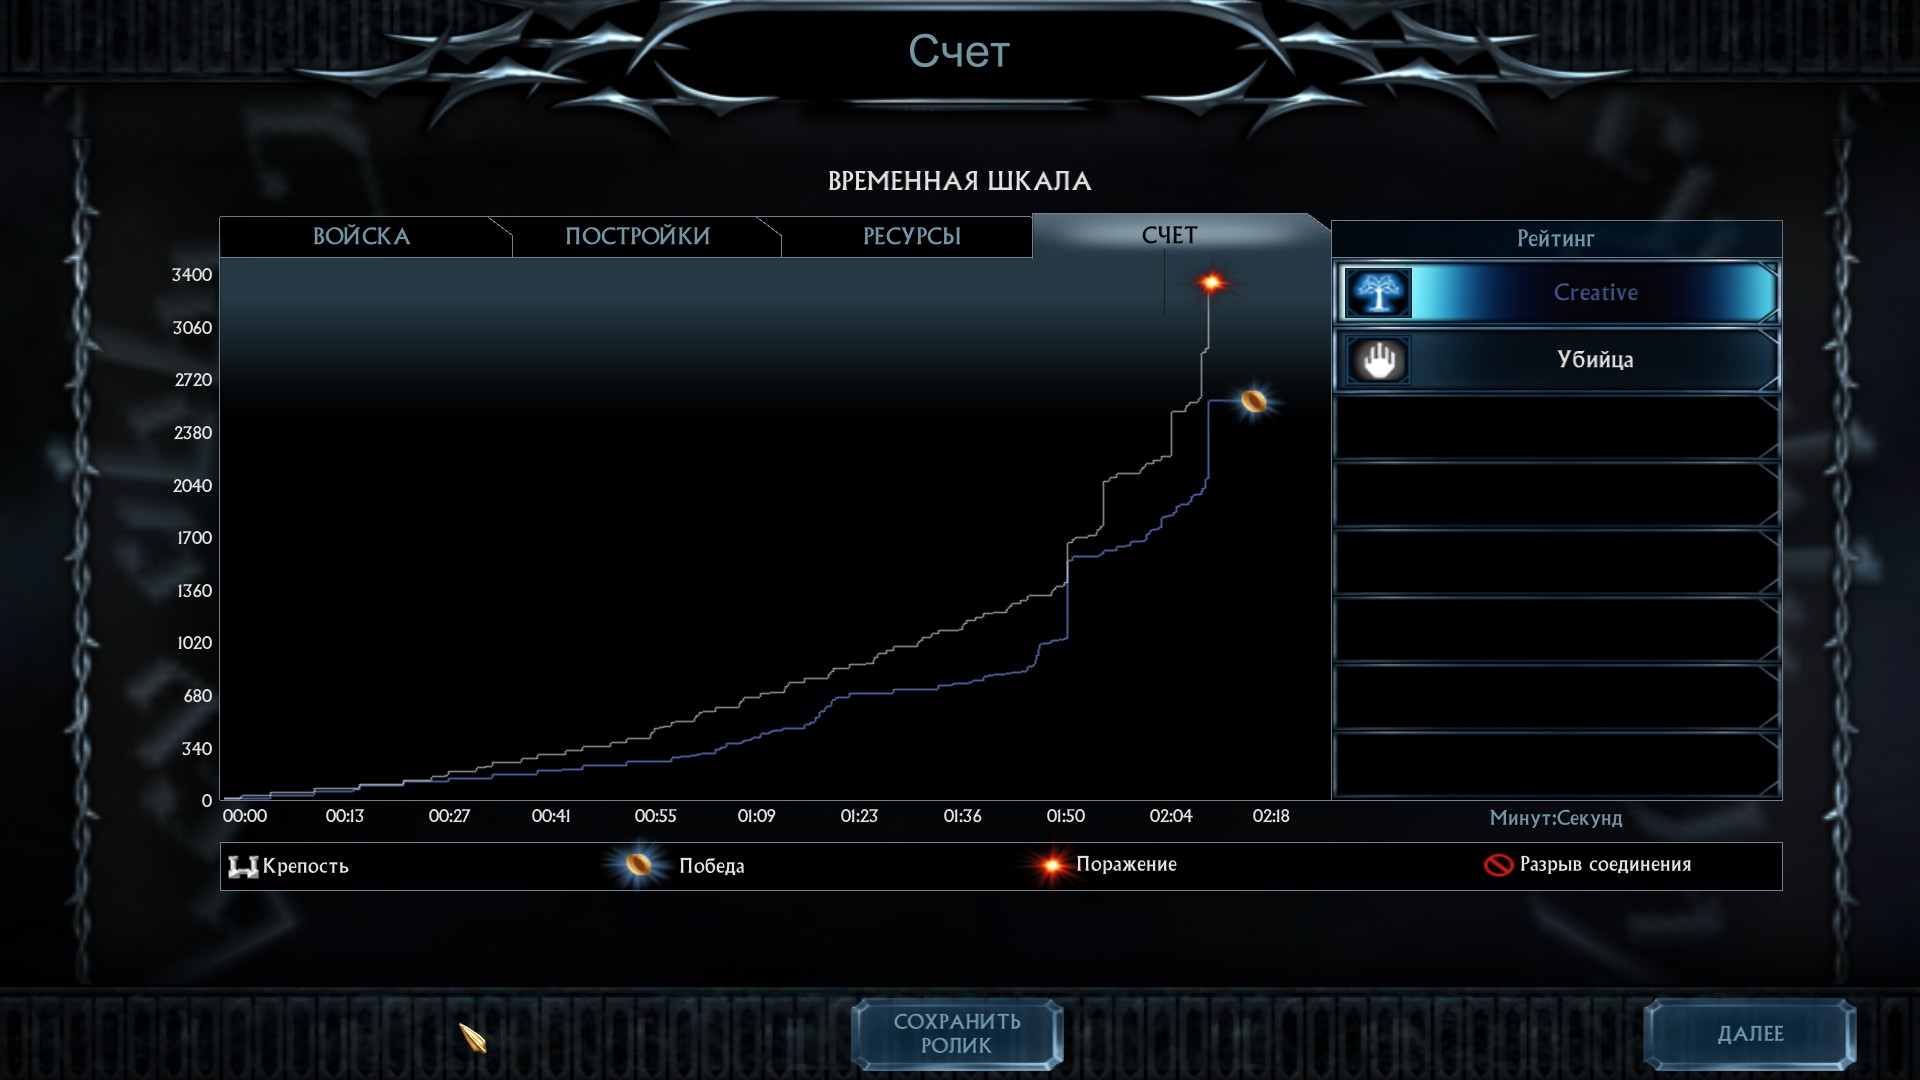 Счет
ВРЕМЕННАЯ ШКАЛА
ВОЙСКА
ПОСТРОЙКИ
РЕСУРСЫ
СЧЕТ
Рейтинг
Creative
Убийца
3400
3060
2720
2380
2040
1700
1360
1020
680
340
0
00:00 00:13 00:27 00:41 00:55 01:09 01:23 01:36 01:50 02:04 02:18
Минут:Секунд
Крепость
Победа
Поражение
Разрыв соединения
СОХРАНИТЬ
РОЛИК
ДАЛЕЕ